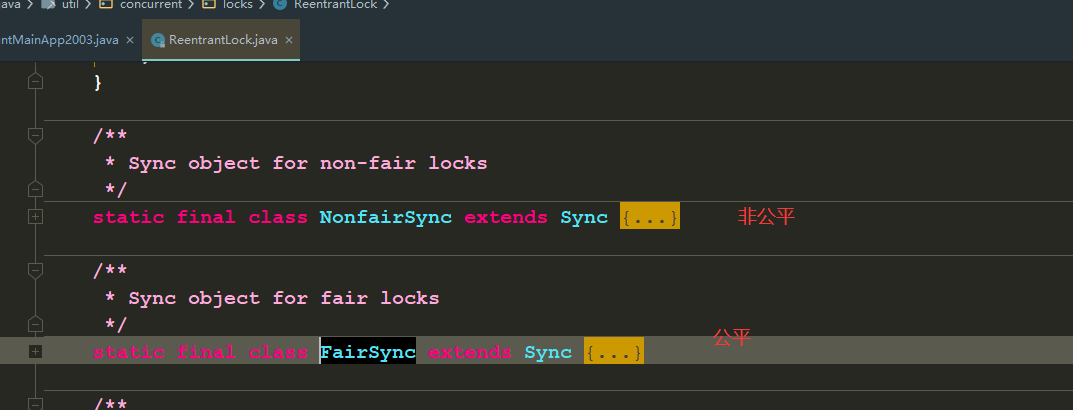 java > util > concurrent > locks > ReentrantLock >
ntMainApp2003.java × ReentrantLock.java ×
}
/**
* Sync object for non-fair locks
*/
static final class NonfairSync extends Sync {...} 非公平
/**
* Sync object for fair locks
*/
公平
static final class FairSync extends Sync {...}
/**